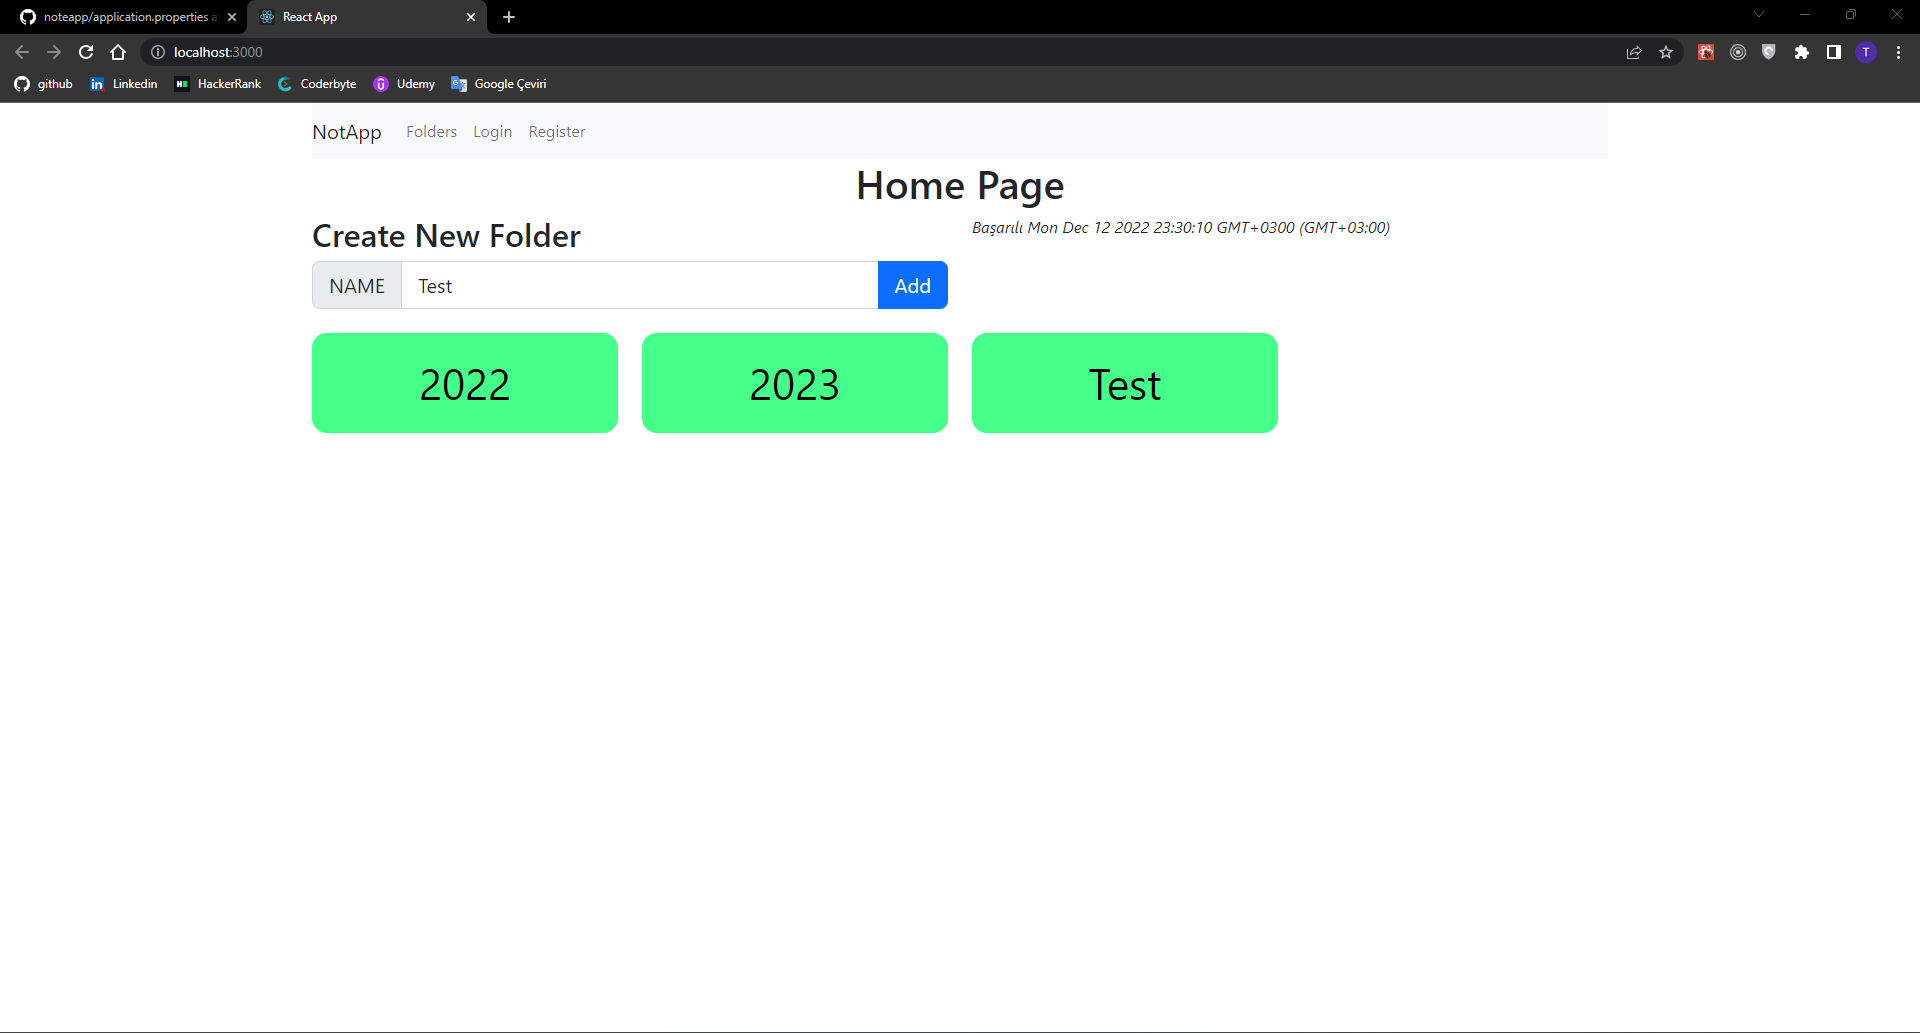 noteapp/application.properties a
React App
localhost:3000
T
github
Linkedin
HackerRank
Coderbyte
Udemy
Google Çeviri
NotApp Folders Login Register
Home Page
Create New Folder
Başarılı Mon Dec 12 2022 23:30:10 GMT+0300 (GMT+03:00)
NAME Test Add
2022 2023 Test